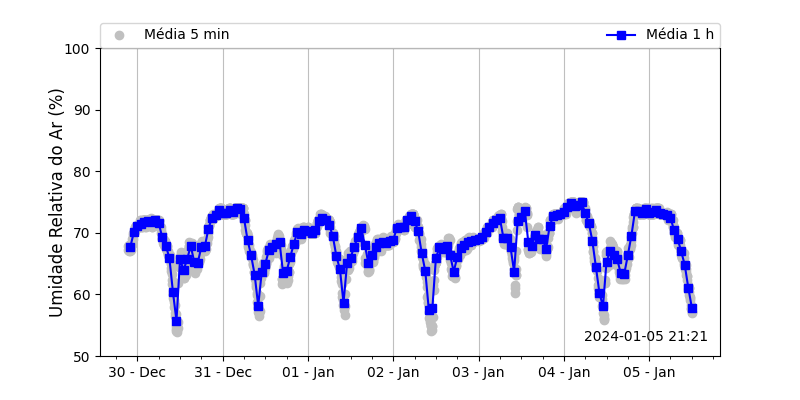 Média 5 min
Média 1 h
Umidade Relativa do Ar (%)
100
90
80
70
60
50
2024-01-05 21:21
30 - Dec
31 - Dec
01 - Jan
02 - Jan
03 - Jan
04 - Jan
05 - Jan